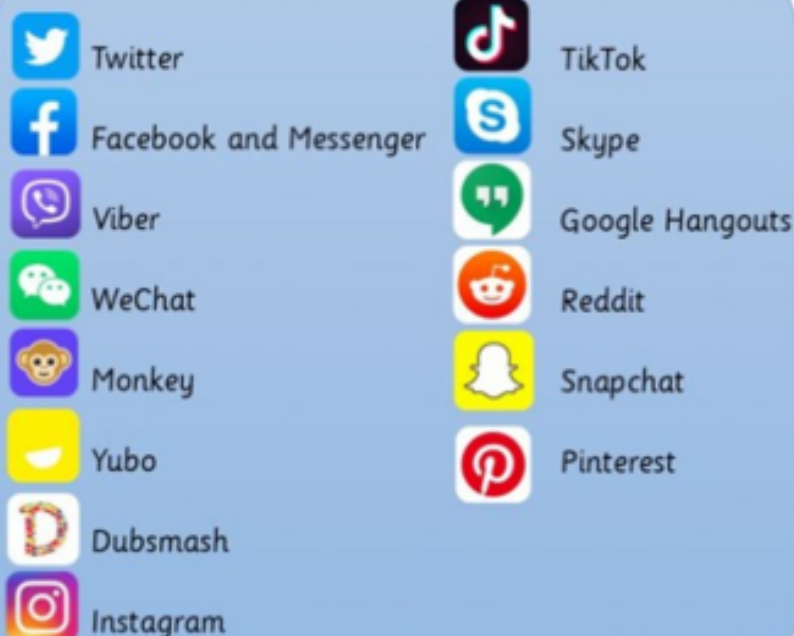 Twitter
Facebook and Messenger
Viber
WeChat
Monkey
Yubo
Dubsmash
Instagram
TikTok
Skype
Google Hangouts
Reddit
Snapchat
Pinterest